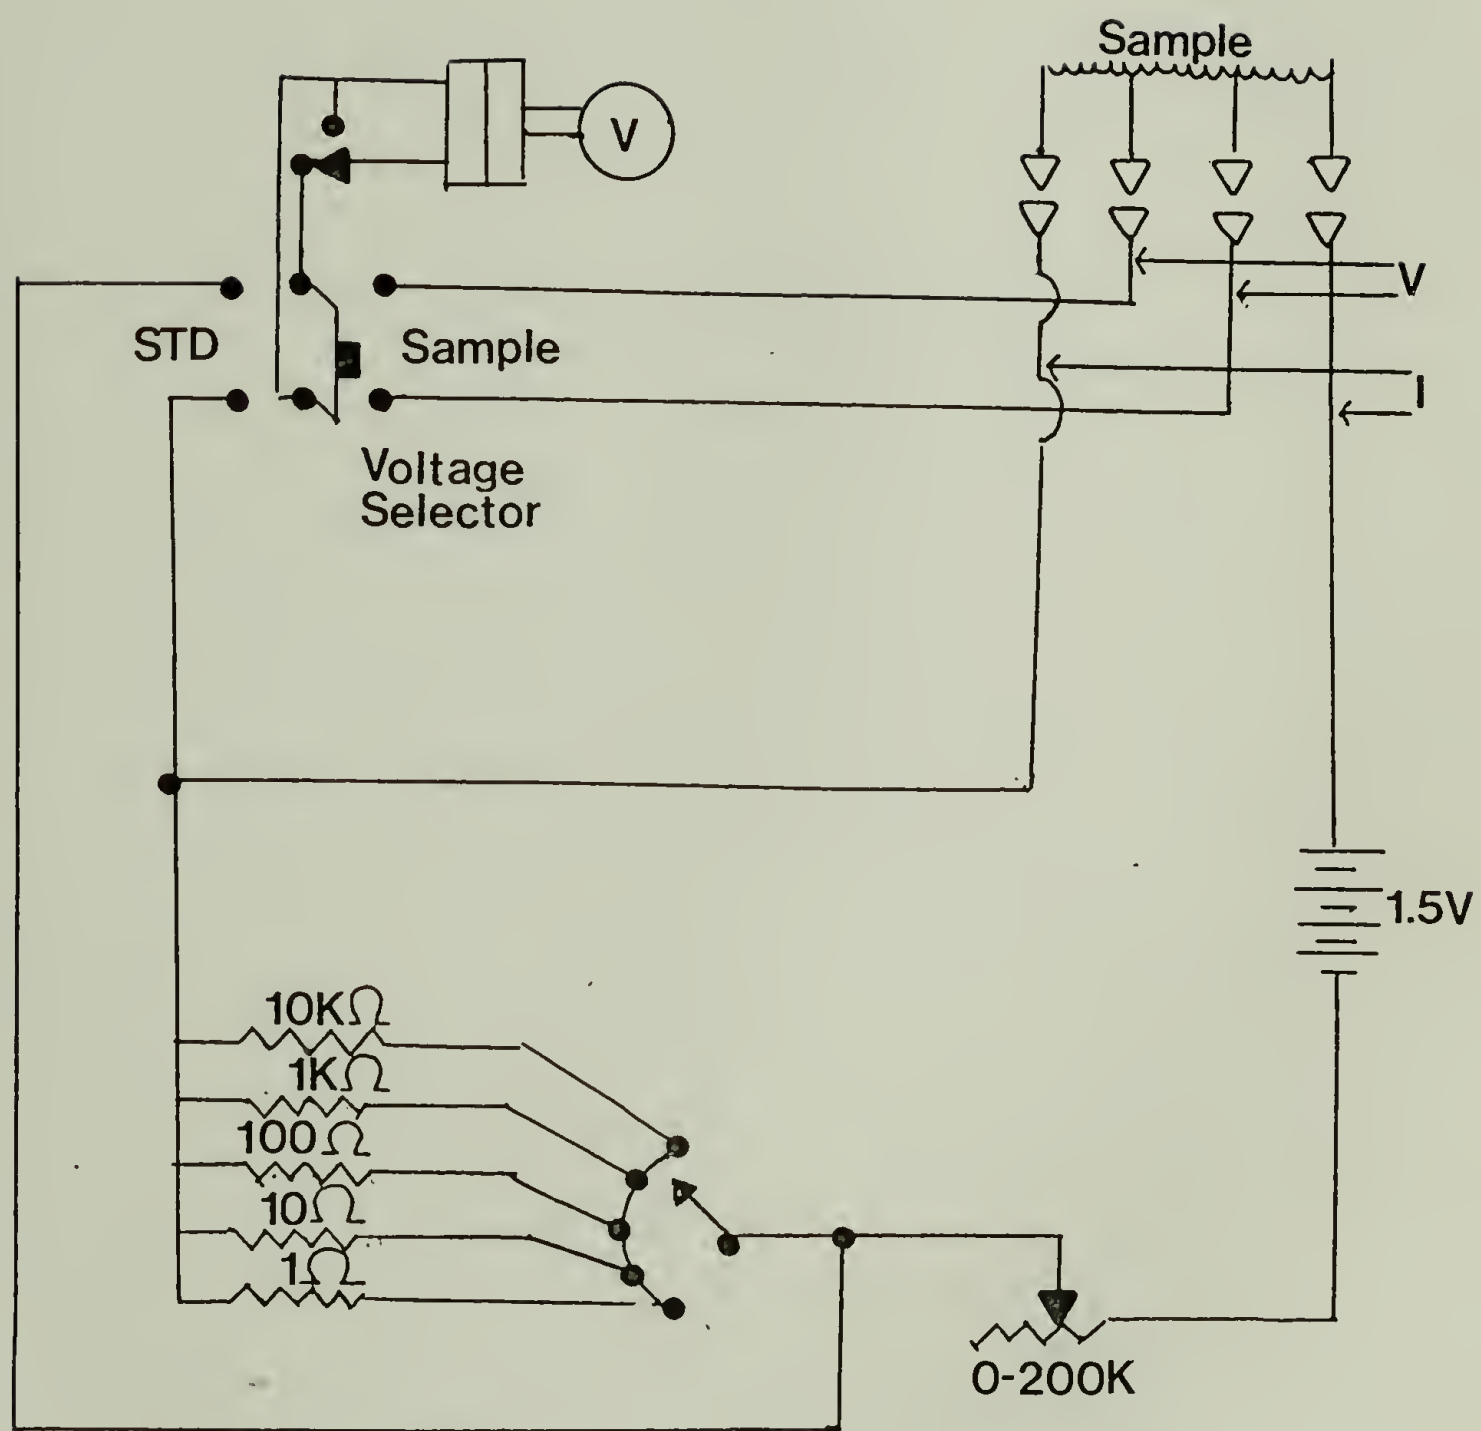 Sample
V
V
STD
Sample
I
Voltage
Selector
1.5V
10KΩ
1KΩ
100Ω
10Ω
1Ω
0-200K